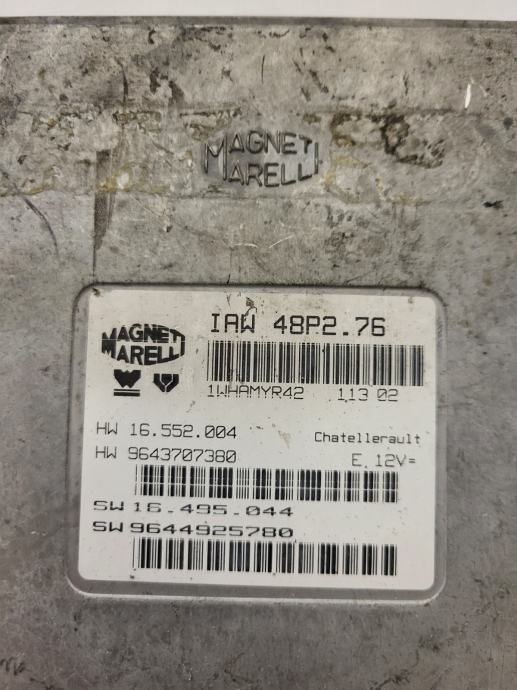 MAGNETI
MARELLI
IAW 48P2.76
MAGNETI
MARELLI
1WHAMYR42 113 02
HW 16.552.004
Chatellerault
HW 9643707380
E. 12V=
SW 16.495.044
SW 9644925780